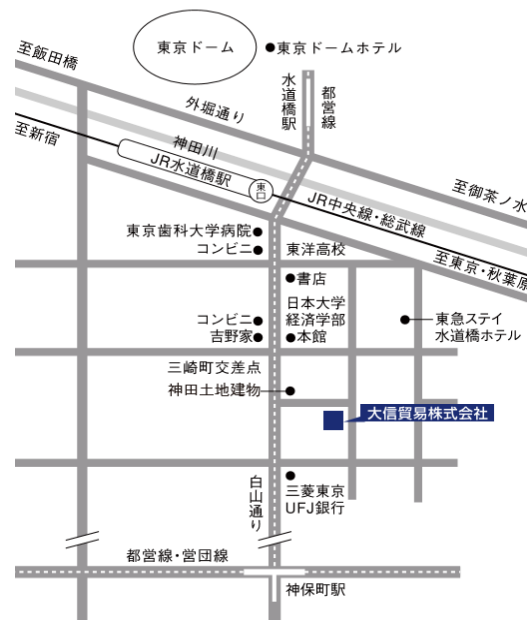 東京ドーム
東京ドームホテル
至飯田橋
水道橋駅
都営線
外堀通り
至新宿
神田川
JR水道橋駅
東口
至御茶ノ水
JR中央線・総武線
至東京・秋葉原
東京歯科大学病院
コンビニ
東洋高校
書店
日本大学
経済学部
本館
コンビニ
吉野家
東急ステイ
水道橋ホテル
三崎町交差点
神田土地建物
大信貿易株式会社
白山通り
三菱東京
UFJ銀行
都営線・営団線
神保町駅